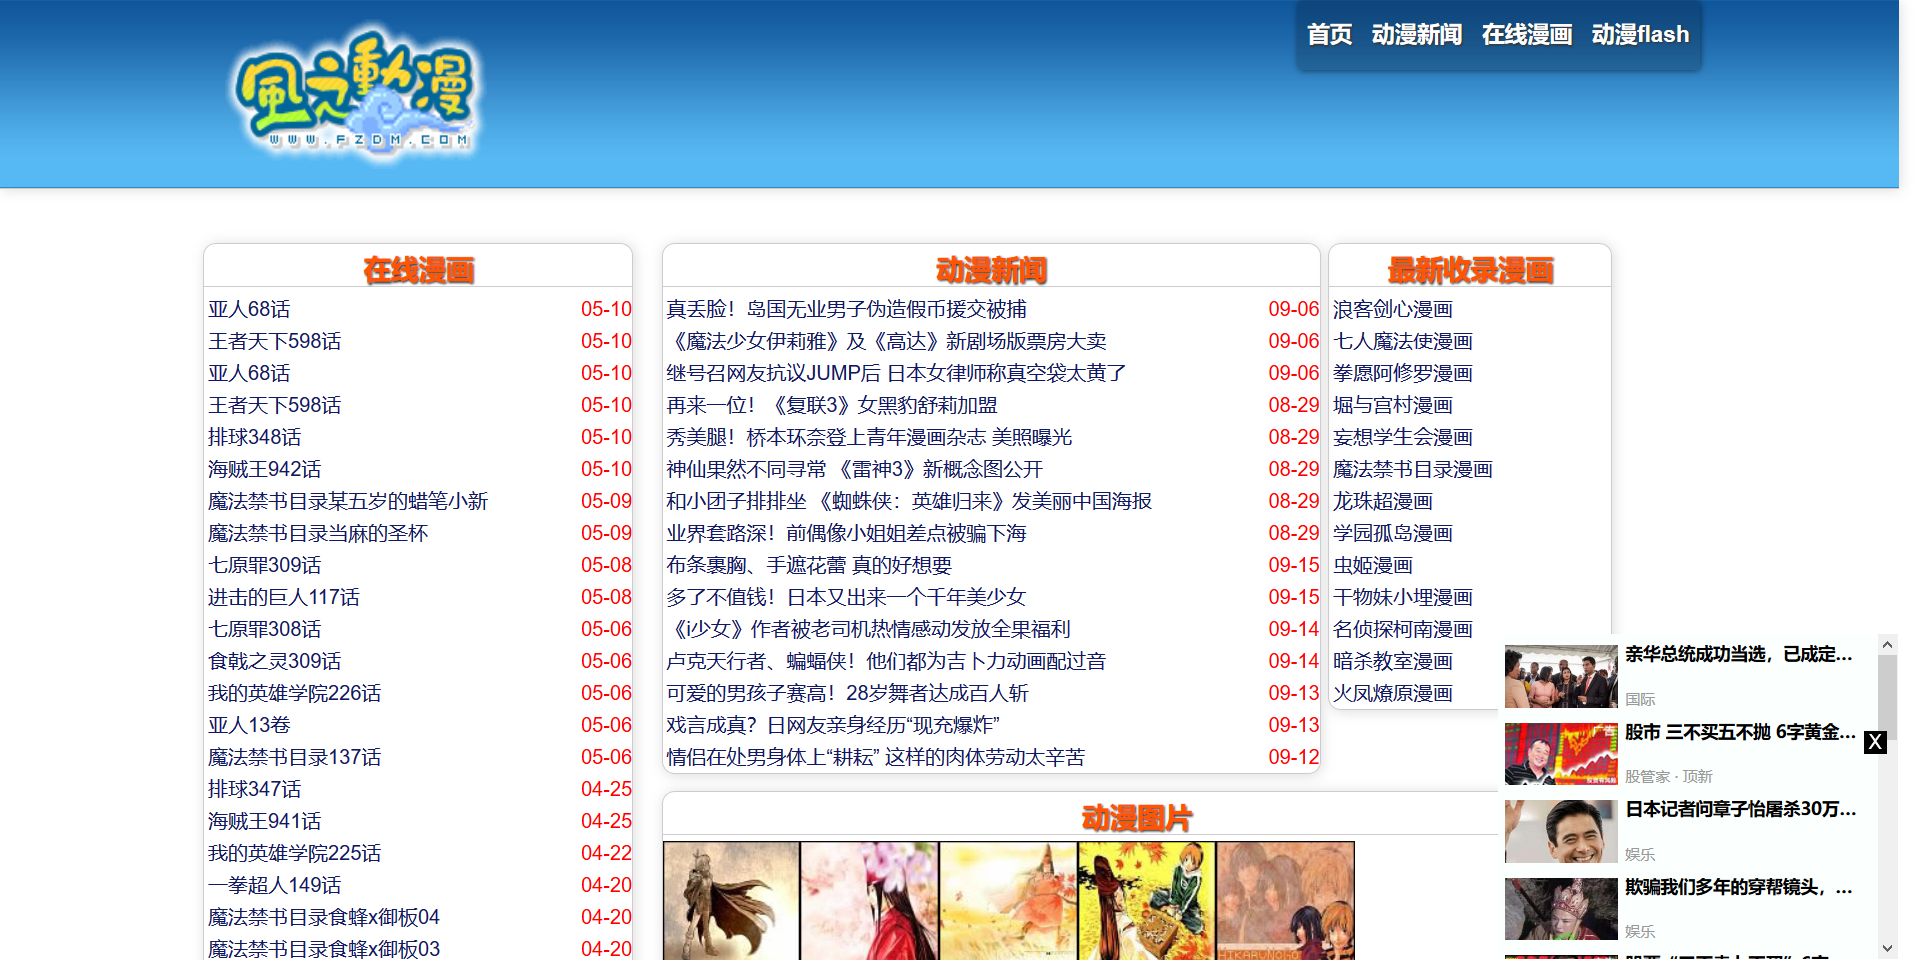 風之動漫
WWW.FZDM.COM
首页 动漫新闻 在线漫画 动漫flash
在线漫画
亚人68话 05-10
王者天下598话 05-10
亚人68话 05-10
王者天下598话 05-10
排球348话 05-10
海贼王942话 05-10
魔法禁书目录某五岁的蜡笔小新 05-09
魔法禁书目录当麻的圣杯 05-09
七原罪309话 05-08
进击的巨人117话 05-08
七原罪308话 05-06
食戟之灵309话 05-06
我的英雄学院226话 05-06
亚人13卷 05-06
魔法禁书目录137话 05-06
排球347话 04-25
海贼王941话 04-25
我的英雄学院225话 04-22
一拳超人149话 04-20
魔法禁书目录食蜂x御板04 04-20
魔法禁书目录食蜂x御板03 04-20
动漫新闻
真丢脸！岛国无业男子伪造假币援交被捕 09-06
《魔法少女伊莉雅》及《高达》新剧场版票房大卖 09-06
继号召网友抗议JUMP后 日本女律师称真空袋太黄了 09-06
再来一位！《复联3》女黑豹舒莉加盟 08-29
秀美腿！桥本环奈登上青年漫画杂志 美照曝光 08-29
神仙果然不同寻常 《雷神3》新概念图公开 08-29
和小团子排排坐 《蜘蛛侠：英雄归来》发美丽中国海报 08-29
业界套路深！前偶像小姐姐差点被骗下海 08-29
布条裹胸、手遮花蕾 真的好想要 09-15
多了不值钱！日本又出来一个千年美少女 09-15
《i少女》作者被老司机热情感动发放全果福利 09-14
卢克天行者、蝙蝠侠！他们都为吉卜力动画配过音 09-14
可爱的男孩子赛高！28岁舞者达成百人斩 09-13
戏言成真？日网友亲身经历“现充爆炸” 09-13
情侣在处男身体上“耕耘” 这样的肉体劳动太辛苦 09-12
最新收录漫画
浪客剑心漫画
七人魔法使漫画
拳愿阿修罗漫画
堀与宫村漫画
妄想学生会漫画
魔法禁书目录漫画
龙珠超漫画
学园孤岛漫画
虫姬漫画
干物妹小埋漫画
名侦探柯南漫画
暗杀教室漫画
火凤燎原漫画
动漫图片
HIKARUNOGO
亲华总统成功当选，已成定...
国际
股市 三不买五不抛 6字黄金...
股管家 · 顶新
X
日本记者问章子怡屠杀30万...
娱乐
欺骗我们多年的穿帮镜头，...
娱乐